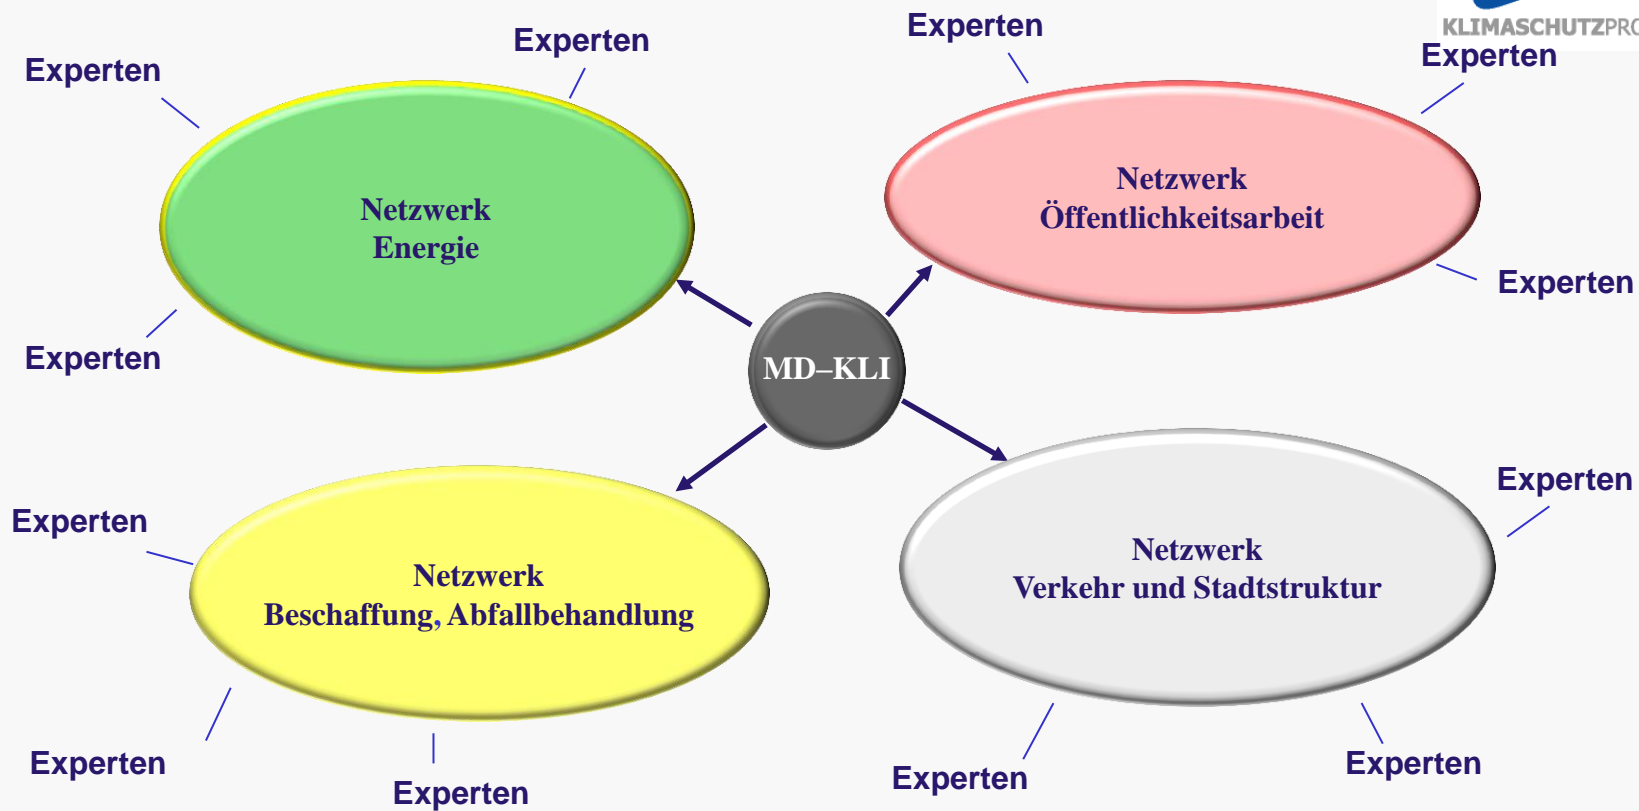 KLIMASCHUTZPRO
Experten
Experten
Experten
Experten
Netzwerk
Energie
Netzwerk
Öffentlichkeitsarbeit
Experten
Experten
MD–KLI
Experten
Experten
Netzwerk
Beschaffung, Abfallbehandlung
Netzwerk
Verkehr und Stadtstruktur
Experten
Experten
Experten
Experten